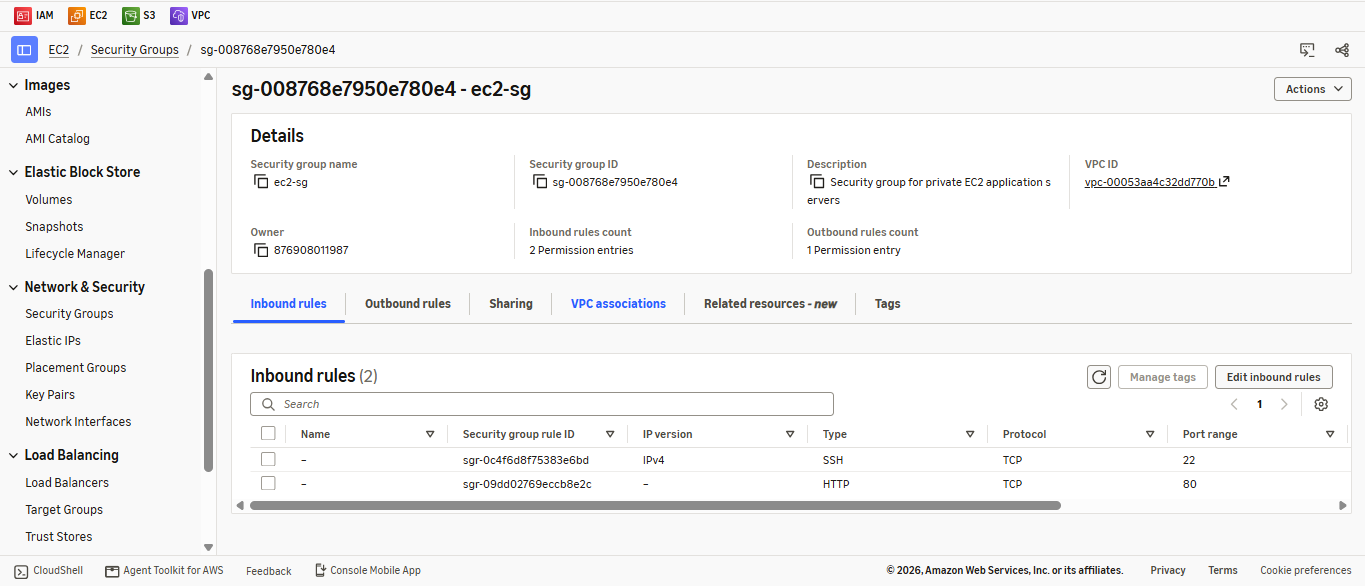 IAM EC2 S3 VPC
EC2 / Security Groups / sg-008768e7950e780e4
Images
AMIs
AMI Catalog
Elastic Block Store
Volumes
Snapshots
Lifecycle Manager
Network & Security
Security Groups
Elastic IPs
Placement Groups
Key Pairs
Network Interfaces
Load Balancing
Load Balancers
Target Groups
Trust Stores
sg-008768e7950e780e4 - ec2-sg
Actions
Details
Security group name
ec2-sg
Security group ID
sg-008768e7950e780e4
Description
Security group for private EC2 application s
ervers
VPC ID
vpc-00053aa4c32dd770b
Owner
876908011987
Inbound rules count
2 Permission entries
Outbound rules count
1 Permission entry
Inbound rules Outbound rules Sharing VPC associations Related resources - new Tags
Inbound rules (2)
Manage tags Edit inbound rules
Search
1
Name Security group rule ID IP version Type Protocol Port range
– sgr-0c4f6d8f75383e6bd IPv4 SSH TCP 22
– sgr-09dd02769eccb8e2c – HTTP TCP 80
CloudShell Agent Toolkit for AWS Feedback Console Mobile App © 2026, Amazon Web Services, Inc. or its affiliates. Privacy Terms Cookie preferences